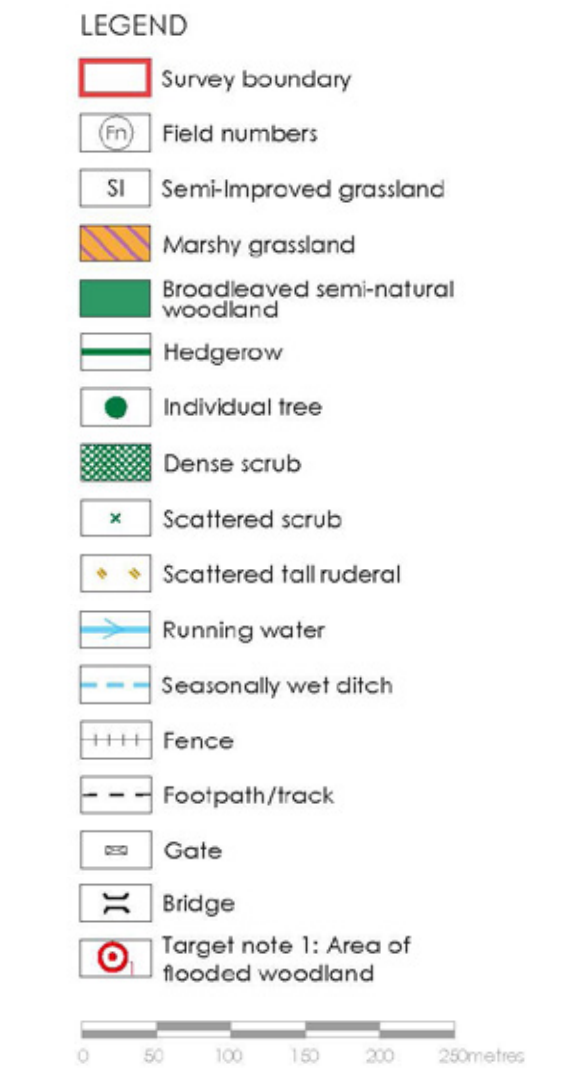 LEGEND
Survey boundary
Fn Field numbers
SI Semi-Improved grassland
Marshy grassland
Broadleaved semi-natural
woodland
Hedgerow
Individual tree
Dense scrub
Scattered scrub
Scattered tall ruderal
Running water
Seasonally wet ditch
Fence
Footpath/track
Gate
Bridge
Target note 1: Area of
1 flooded woodland
0 50 100 150 200 250metres